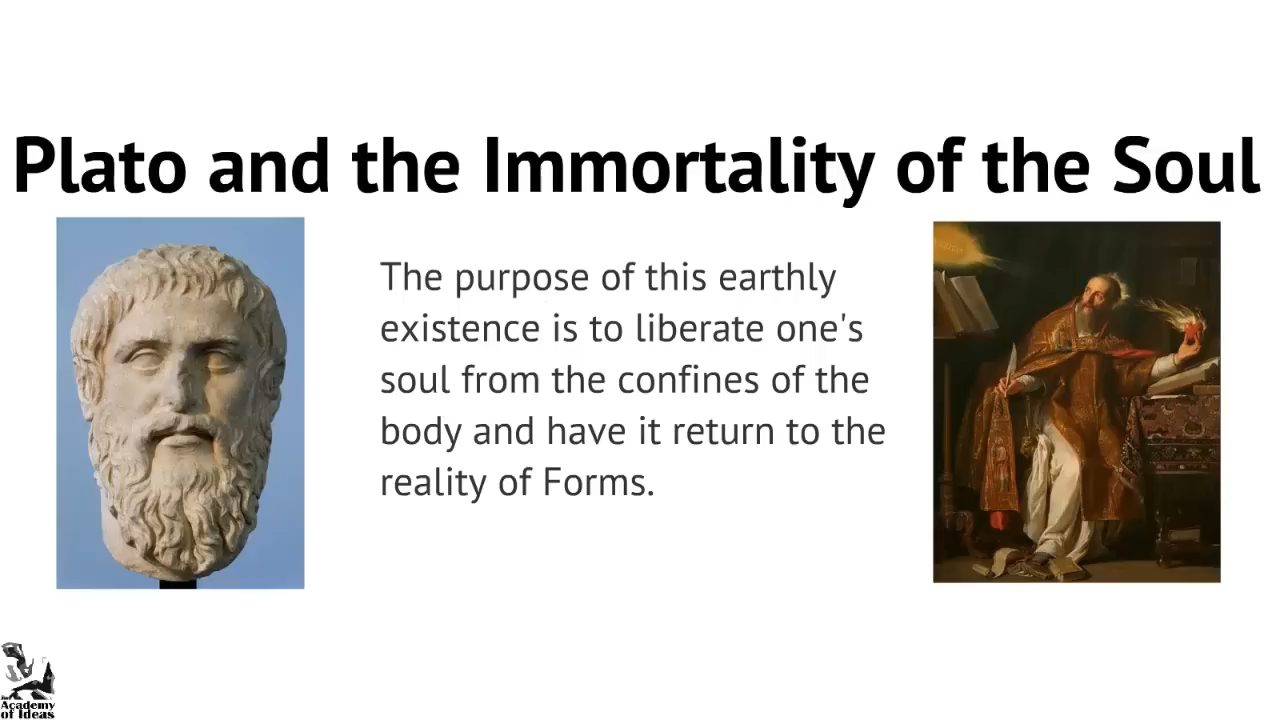 Plato and the Immortality of the Soul
The purpose of this earthly
existence is to liberate one's
soul from the confines of the
body and have it return to the
reality of Forms.
The
Academy
of Ideas